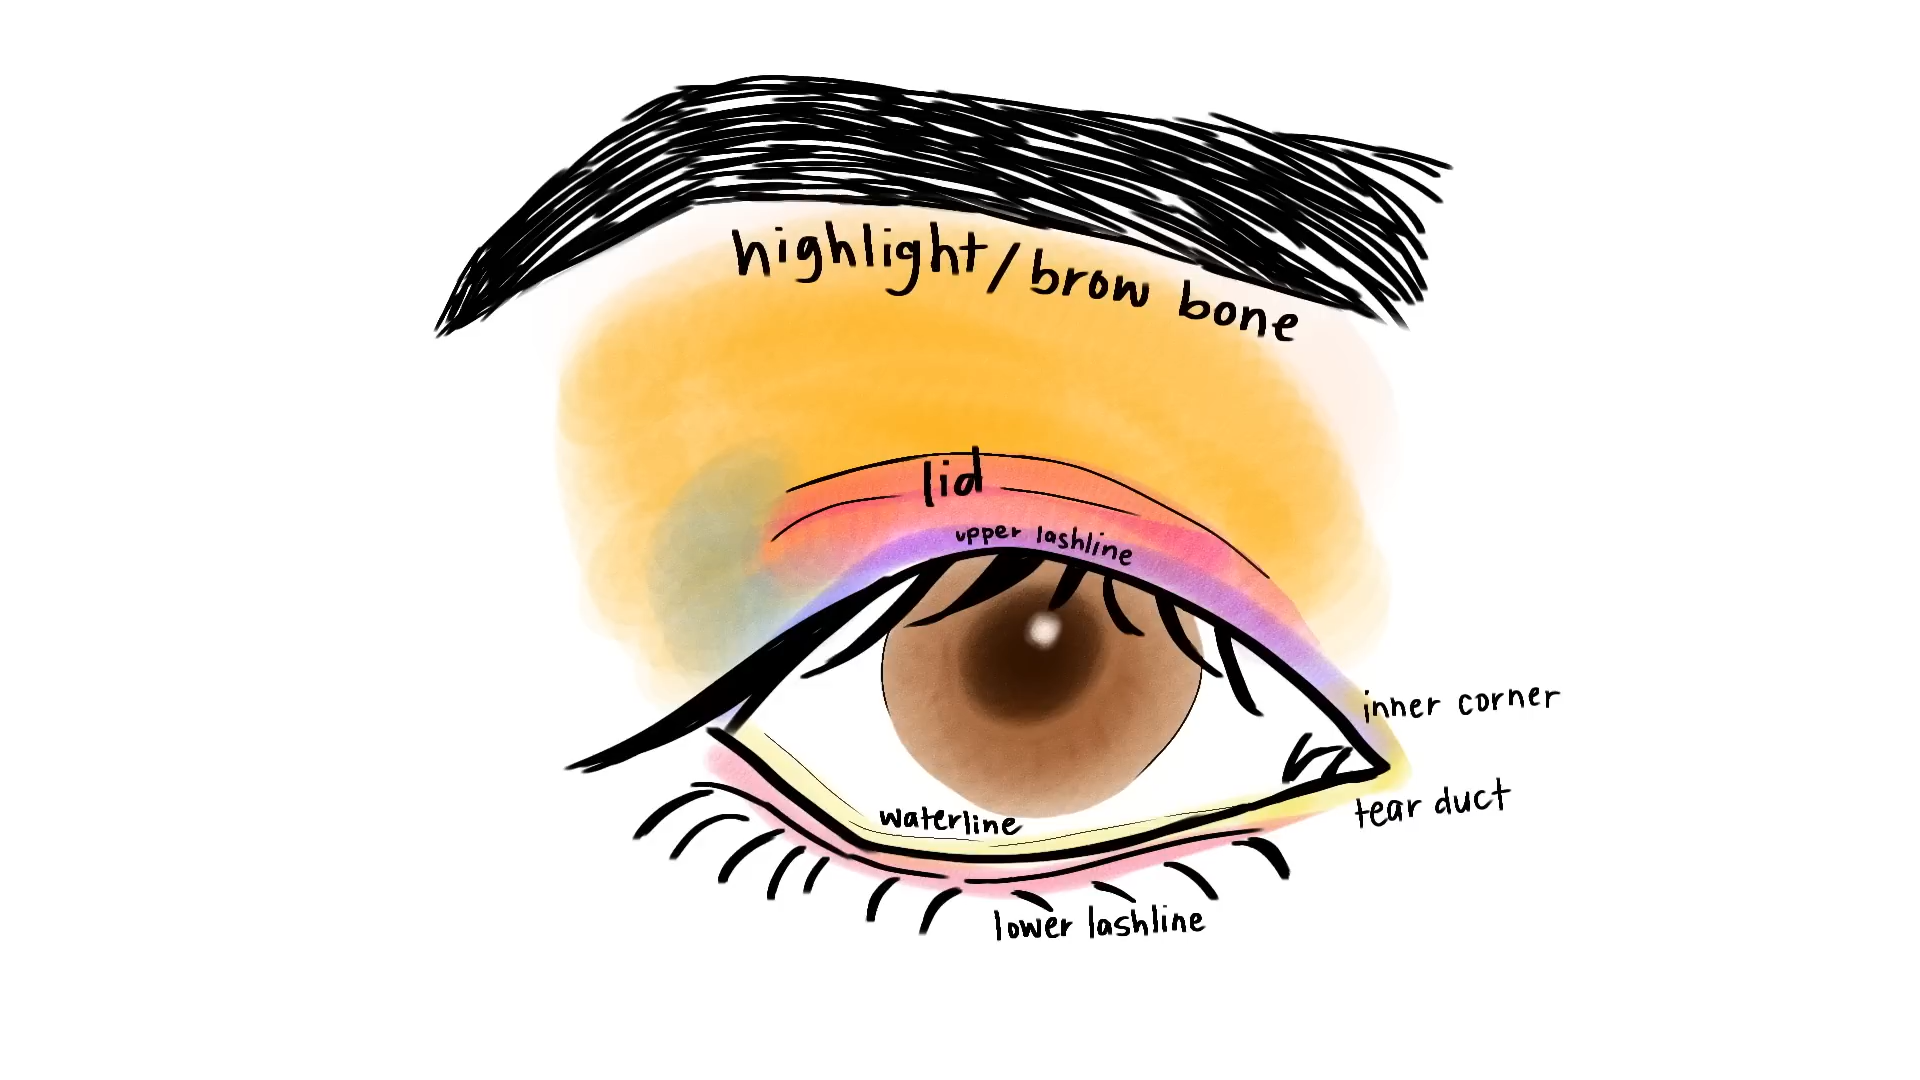 highlight/brow bone
lid
upper lashline
inner corner
tear duct
waterline
lower lashline